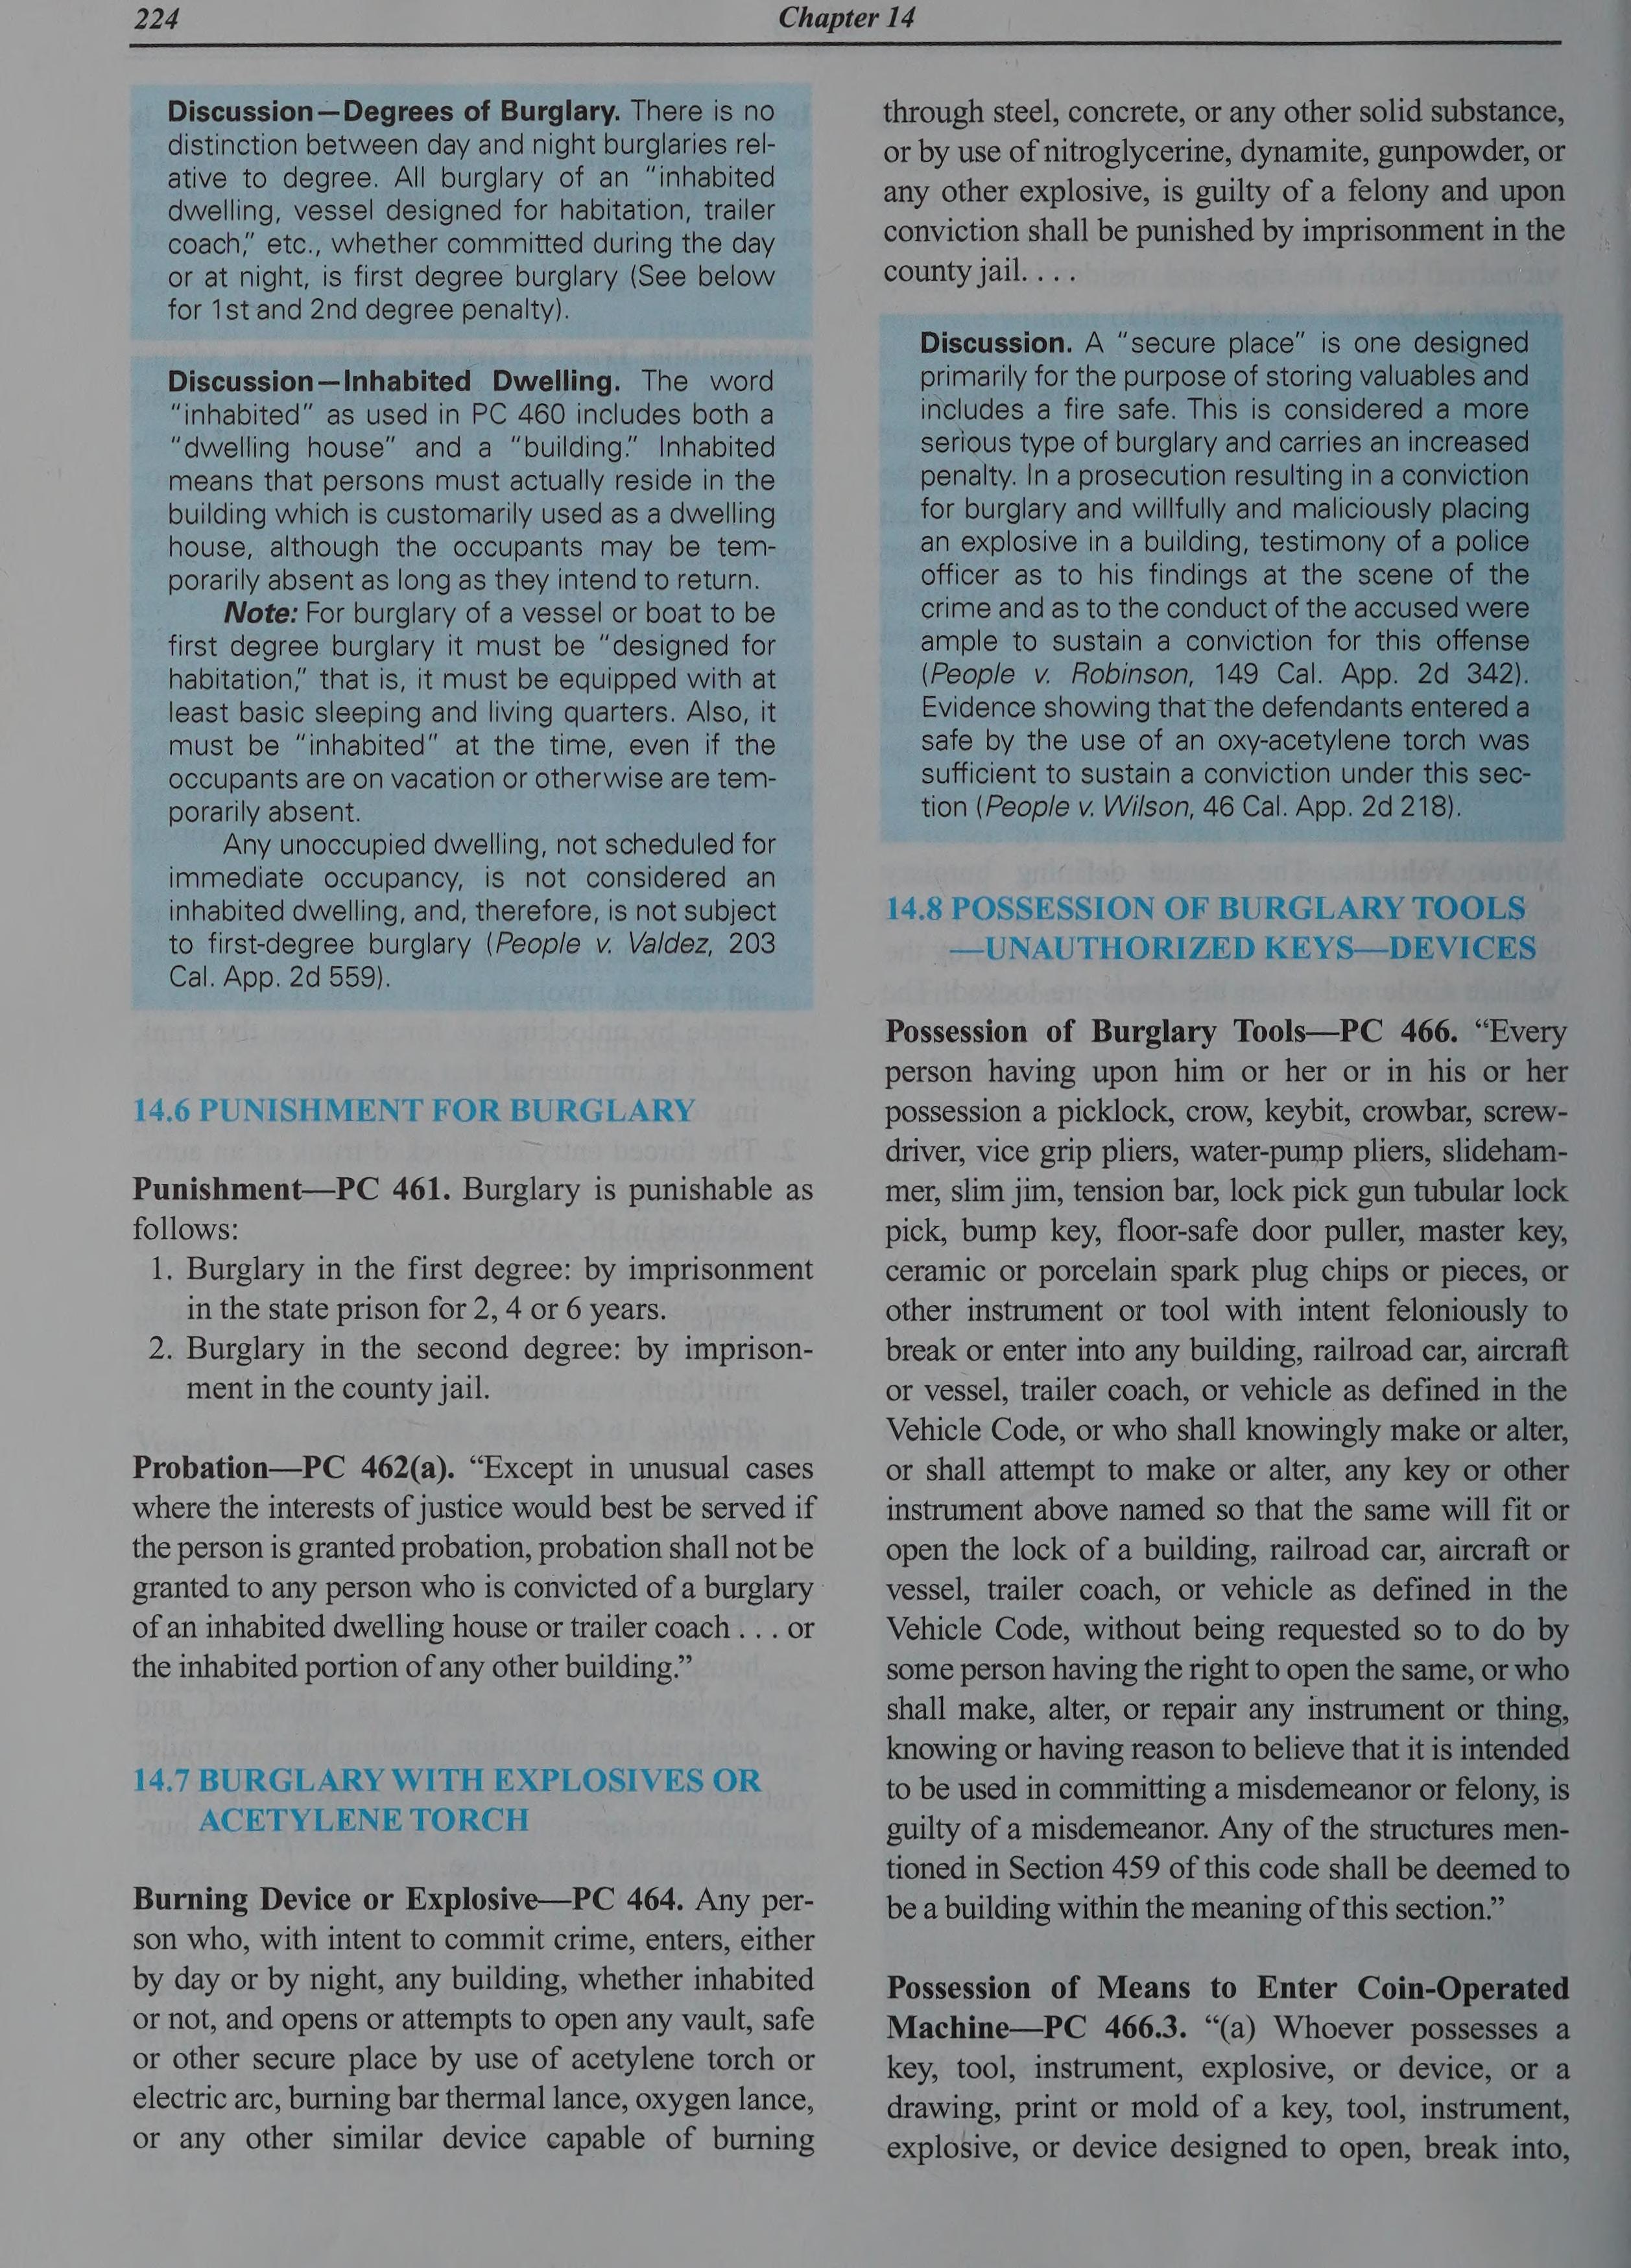 224
Chapter 14
Discussion—Degrees of Burglary. There is no
distinction between day and night burglaries rel-
ative to degree. All burglary of an “inhabited
dwelling, vessel designed for habitation, trailer
coach,” etc., whether committed during the day
or at night, is first degree burglary (See below
for 1st and 2nd degree penalty).
Discussion—Inhabited Dwelling. The word
“inhabited” as used in PC 460 includes both a
“dwelling house” and a “building.” Inhabited
means that persons must actually reside in the
building which is customarily used as a dwelling
house, although the occupants may be tem-
porarily absent as long as they intend to return.
Note: For burglary of a vessel or boat to be
first degree burglary it must be “designed for
habitation,” that is, it must be equipped with at
least basic sleeping and living quarters. Also, it
must be “inhabited” at the time, even if the
occupants are on vacation or otherwise are tem-
porarily absent.
Any unoccupied dwelling, not scheduled for
immediate occupancy, is not considered an
inhabited dwelling, and, therefore, is not subject
to first-degree burglary (People v. Valdez, 203
Cal. App. 2d 559).
14.6 PUNISHMENT FOR BURGLARY
Punishment—PC 461. Burglary is punishable as
follows:
1. Burglary in the first degree: by imprisonment
in the state prison for 2, 4 or 6 years.
2. Burglary in the second degree: by imprison-
ment in the county jail.
Probation—PC 462(a). “Except in unusual cases
where the interests of justice would best be served if
the person is granted probation, probation shall not be
granted to any person who is convicted of a burglary
of an inhabited dwelling house or trailer coach . . . or
the inhabited portion of any other building.”
14.7 BURGLARY WITH EXPLOSIVES OR
ACETYLENE TORCH
Burning Device or Explosive—PC 464. Any per-
son who, with intent to commit crime, enters, either
by day or by night, any building, whether inhabited
or not, and opens or attempts to open any vault, safe
or other secure place by use of acetylene torch or
electric arc, burning bar thermal lance, oxygen lance,
or any other similar device capable of burning
through steel, concrete, or any other solid substance,
or by use of nitroglycerine, dynamite, gunpowder, or
any other explosive, is guilty of a felony and upon
conviction shall be punished by imprisonment in the
county jail. . . .
Discussion. A “secure place” is one designed
primarily for the purpose of storing valuables and
includes a fire safe. This is considered a more
serious type of burglary and carries an increased
penalty. In a prosecution resulting in a conviction
for burglary and willfully and maliciously placing
an explosive in a building, testimony of a police
officer as to his findings at the scene of the
crime and as to the conduct of the accused were
ample to sustain a conviction for this offense
(People v. Robinson, 149 Cal. App. 2d 342).
Evidence showing that the defendants entered a
safe by the use of an oxy-acetylene torch was
sufficient to sustain a conviction under this sec-
tion (People v. Wilson, 46 Cal. App. 2d 218).
14.8 POSSESSION OF BURGLARY TOOLS
—UNAUTHORIZED KEYS—DEVICES
Possession of Burglary Tools—PC 466. “Every
person having upon him or her or in his or her
possession a picklock, crow, keybit, crowbar, screw-
driver, vice grip pliers, water-pump pliers, slideham-
mer, slim jim, tension bar, lock pick gun tubular lock
pick, bump key, floor-safe door puller, master key,
ceramic or porcelain spark plug chips or pieces, or
other instrument or tool with intent feloniously to
break or enter into any building, railroad car, aircraft
or vessel, trailer coach, or vehicle as defined in the
Vehicle Code, or who shall knowingly make or alter,
or shall attempt to make or alter, any key or other
instrument above named so that the same will fit or
open the lock of a building, railroad car, aircraft or
vessel, trailer coach, or vehicle as defined in the
Vehicle Code, without being requested so to do by
some person having the right to open the same, or who
shall make, alter, or repair any instrument or thing,
knowing or having reason to believe that it is intended
to be used in committing a misdemeanor or felony, is
guilty of a misdemeanor. Any of the structures men-
tioned in Section 459 of this code shall be deemed to
be a building within the meaning of this section.”
Possession of Means to Enter Coin-Operated
Machine—PC 466.3. “(a) Whoever possesses a
key, tool, instrument, explosive, or device, or a
drawing, print or mold of a key, tool, instrument,
explosive, or device designed to open, break into,